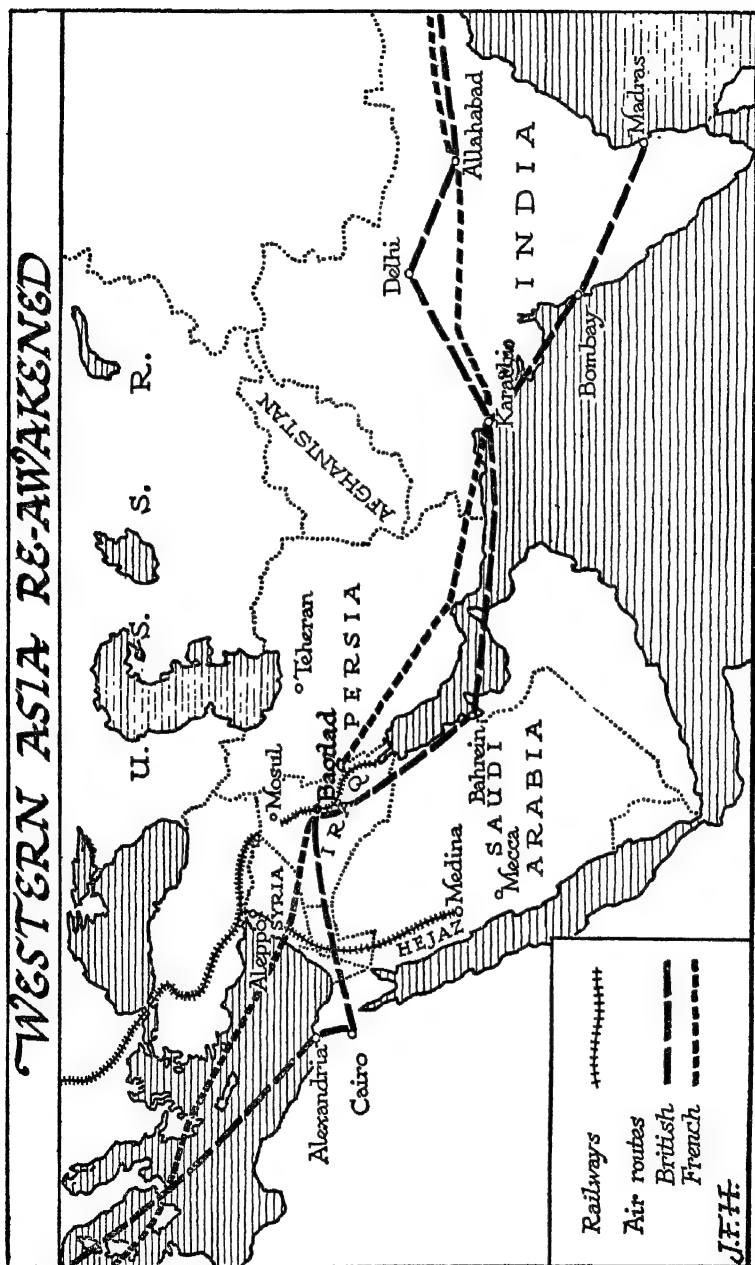 WESTERN ASIA RE-AWAKENED
U. S. S. R.
AFGHANISTAN
Teheran
PERSIA
Mosul
Bagdad
IRAQ
Aleppo
SYRIA
Alexandria
Cairo
HEJAZ
Medina
Mecca
Bahrein
SAUDI
ARABIA
Delhi
Allahabad
INDIA
Bombay
Madras
Railways
Air routes
British
French
J.F.H.